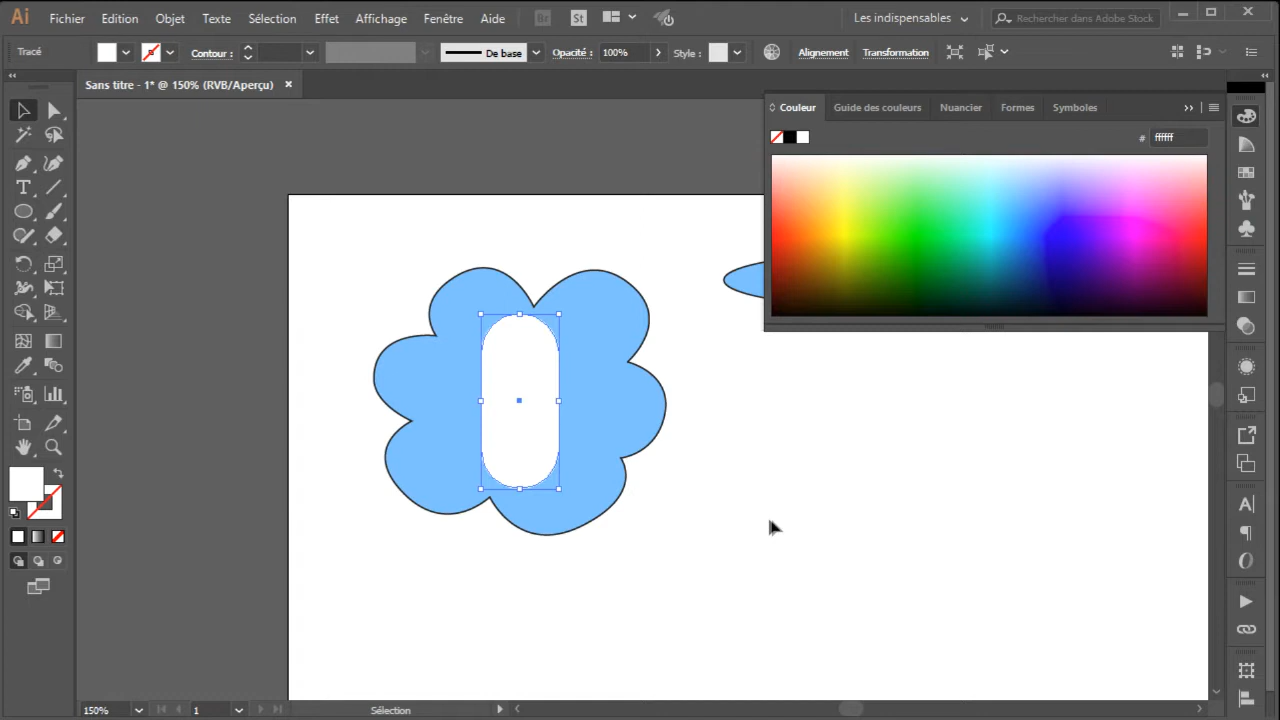 Ai Fichier Edition Objet Texte Sélection Effet Affichage Fenêtre Aide Br St Les indispensables Rechercher dans Adobe Stock
Tracé Contour : De base Opacité : 100% Style : Alignement Transformation
Sans titre - 1* @ 150% (RVB/Aperçu)
Couleur Guide des couleurs Nuancier Formes Symboles
# ffffff
150% 1 Sélection